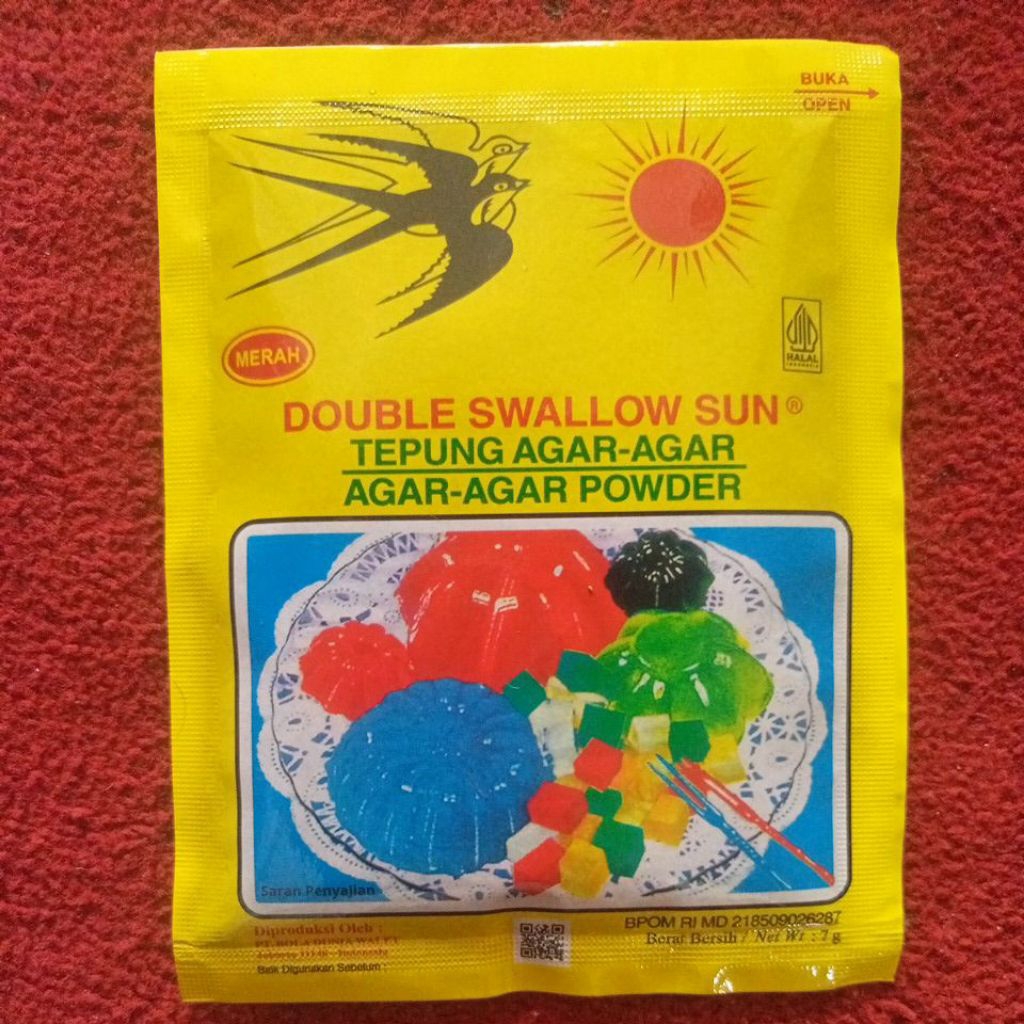 BUKA
OPEN
MERAH
HALAL
INDONESIA
DOUBLE SWALLOW SUN®
TEPUNG AGAR-AGAR
AGAR-AGAR POWDER
Saran Penyajian
Diproduksi Oleh :
BPOM RI MD 218509026287
Berat Bersih / Net Wt : 7 g
Baik Digunakan Sebelum :